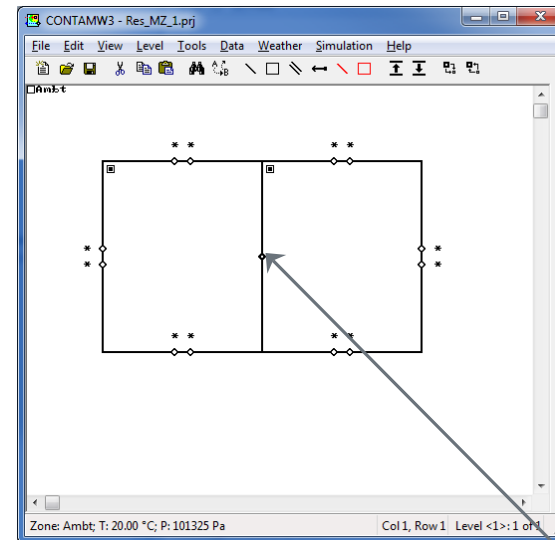 CONTAMW3 - Res_MZ_1.prj
File Edit View Level Tools Data Weather Simulation Help
Ambt
* * * *
* *
* *
* * * *
Zone: Ambt; T: 20.00 °C; P: 101325 Pa Col 1, Row 1 Level <1>: 1 of 1